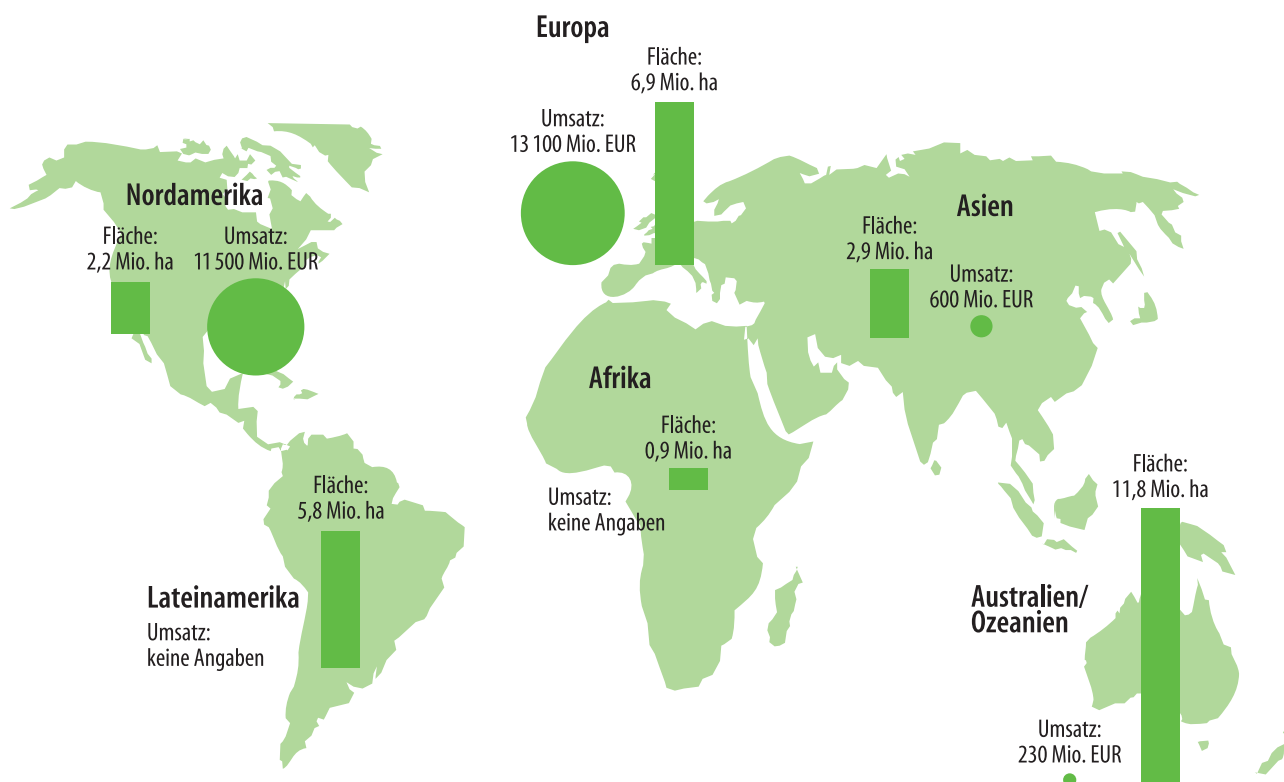 Europa
Fläche:
6,9 Mio. ha
Umsatz:
13 100 Mio. EUR
Nordamerika
Fläche:
2,2 Mio. ha
Umsatz:
11 500 Mio. EUR
Asien
Fläche:
2,9 Mio. ha
Umsatz:
600 Mio. EUR
Afrika
Fläche:
0,9 Mio. ha
Umsatz:
keine Angaben
Lateinamerika
Fläche:
5,8 Mio. ha
Umsatz:
keine Angaben
Australien/
Ozeanien
Fläche:
11,8 Mio. ha
Umsatz:
230 Mio. EUR